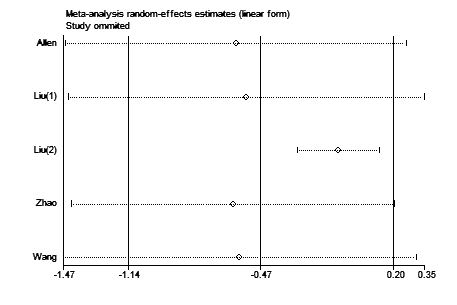 Meta-analysis random-effects estimates (linear form)
Study ommited
Allen
Liu(1)
Liu(2)
Zhao
Wang
-1.47 -1.14 -0.47 0.20 0.35